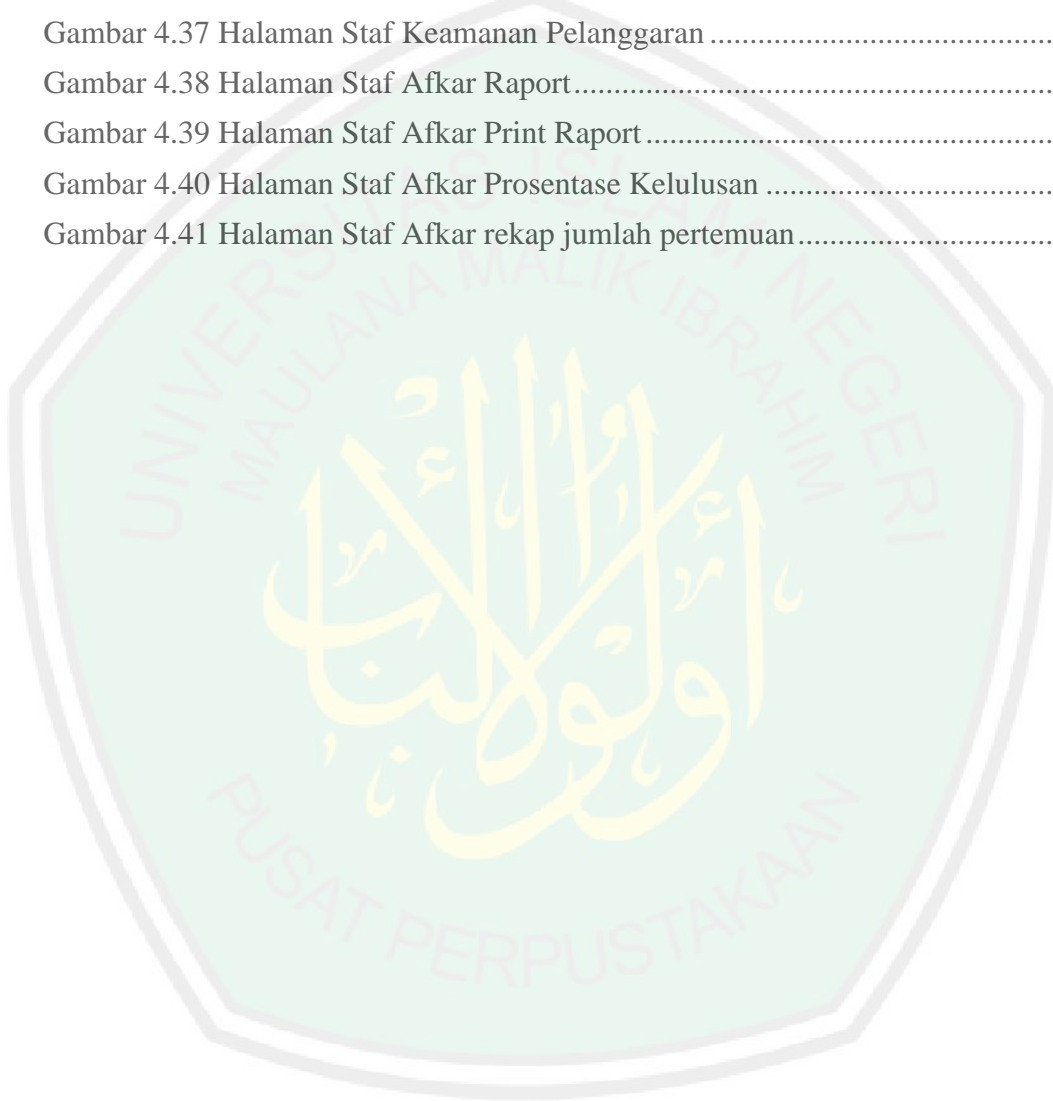 Gambar 4.37 Halaman Staf Keamanan Pelanggaran ........................................
Gambar 4.38 Halaman Staf Afkar Raport........................................................
Gambar 4.39 Halaman Staf Afkar Print Raport ...............................................
Gambar 4.40 Halaman Staf Afkar Prosentase Kelulusan .................................
Gambar 4.41 Halaman Staf Afkar rekap jumlah pertemuan.............................
UNIVERSITAS ISLAM NEGERI
MAULANA MALIK IBRAHIM
أولوا الألباب
PUSAT PERPUSTAKAAN